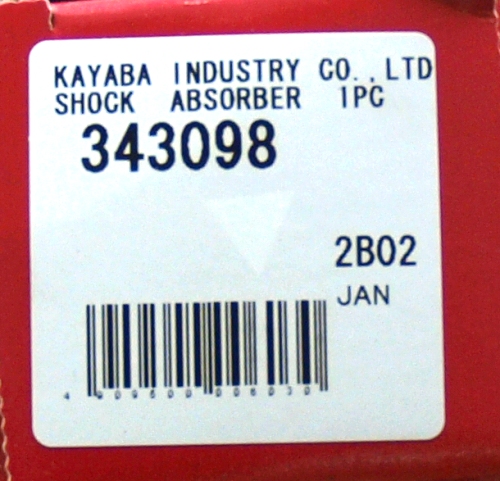 KAYABA INDUSTRY CO.,LTD
SHOCK ABSORBER 1PC
343098
2B02
JAN